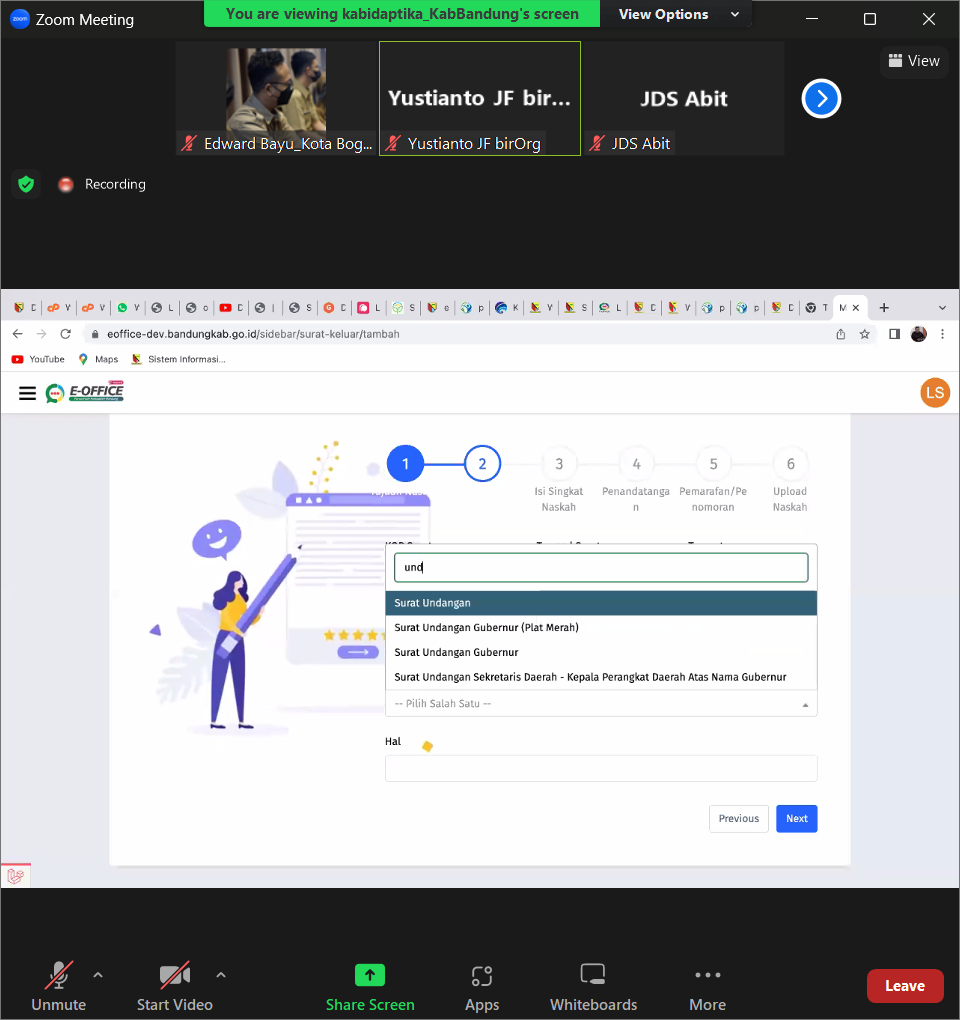 zoom
Zoom Meeting
You are viewing kabidaptika_KabBandung's screen
View Options
View
Yustianto JF bir...
JDS Abit
Edward Bayu_Kota Bog...
Yustianto JF birOrg
JDS Abit
Recording
eoffice-dev.bandungkab.go.id/sidebar/surat-keluar/tambah
YouTube
Maps
Sistem Informasi...
E-OFFICE
LS
1
2
3
4
5
6
Isi Singkat
Naskah
Penandatanga
n
Pemarafan/Pe
nomoran
Upload
Naskah
und
Surat Undangan
Surat Undangan Gubernur (Plat Merah)
Surat Undangan Gubernur
Surat Undangan Sekretaris Daerah - Kepala Perangkat Daerah Atas Nama Gubernur
-- Pilih Salah Satu --
Hal
Previous
Next
Unmute
Start Video
Share Screen
Apps
Whiteboards
More
Leave